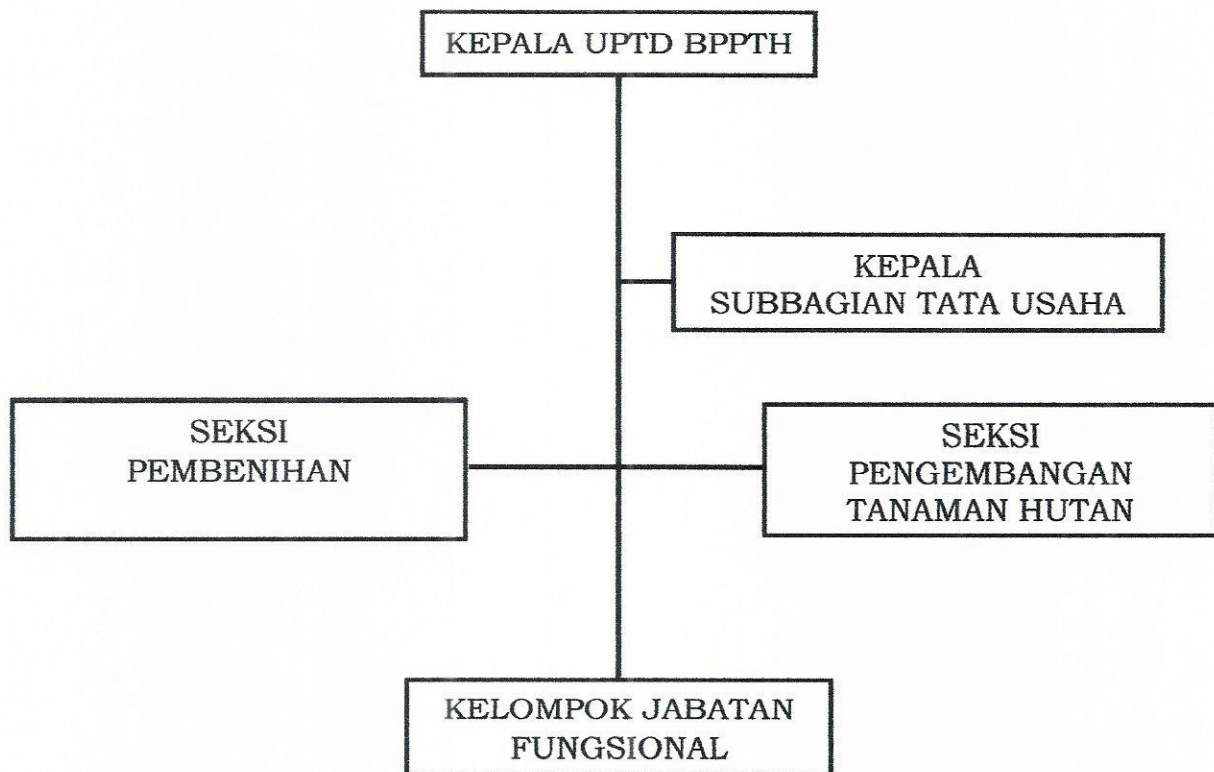 KEPALA UPTD BPPTH
KEPALA
SUBBAGIAN TATA USAHA
SEKSI
PEMBENIHAN
SEKSI
PENGEMBANGAN
TANAMAN HUTAN
KELOMPOK JABATAN
FUNGSIONAL